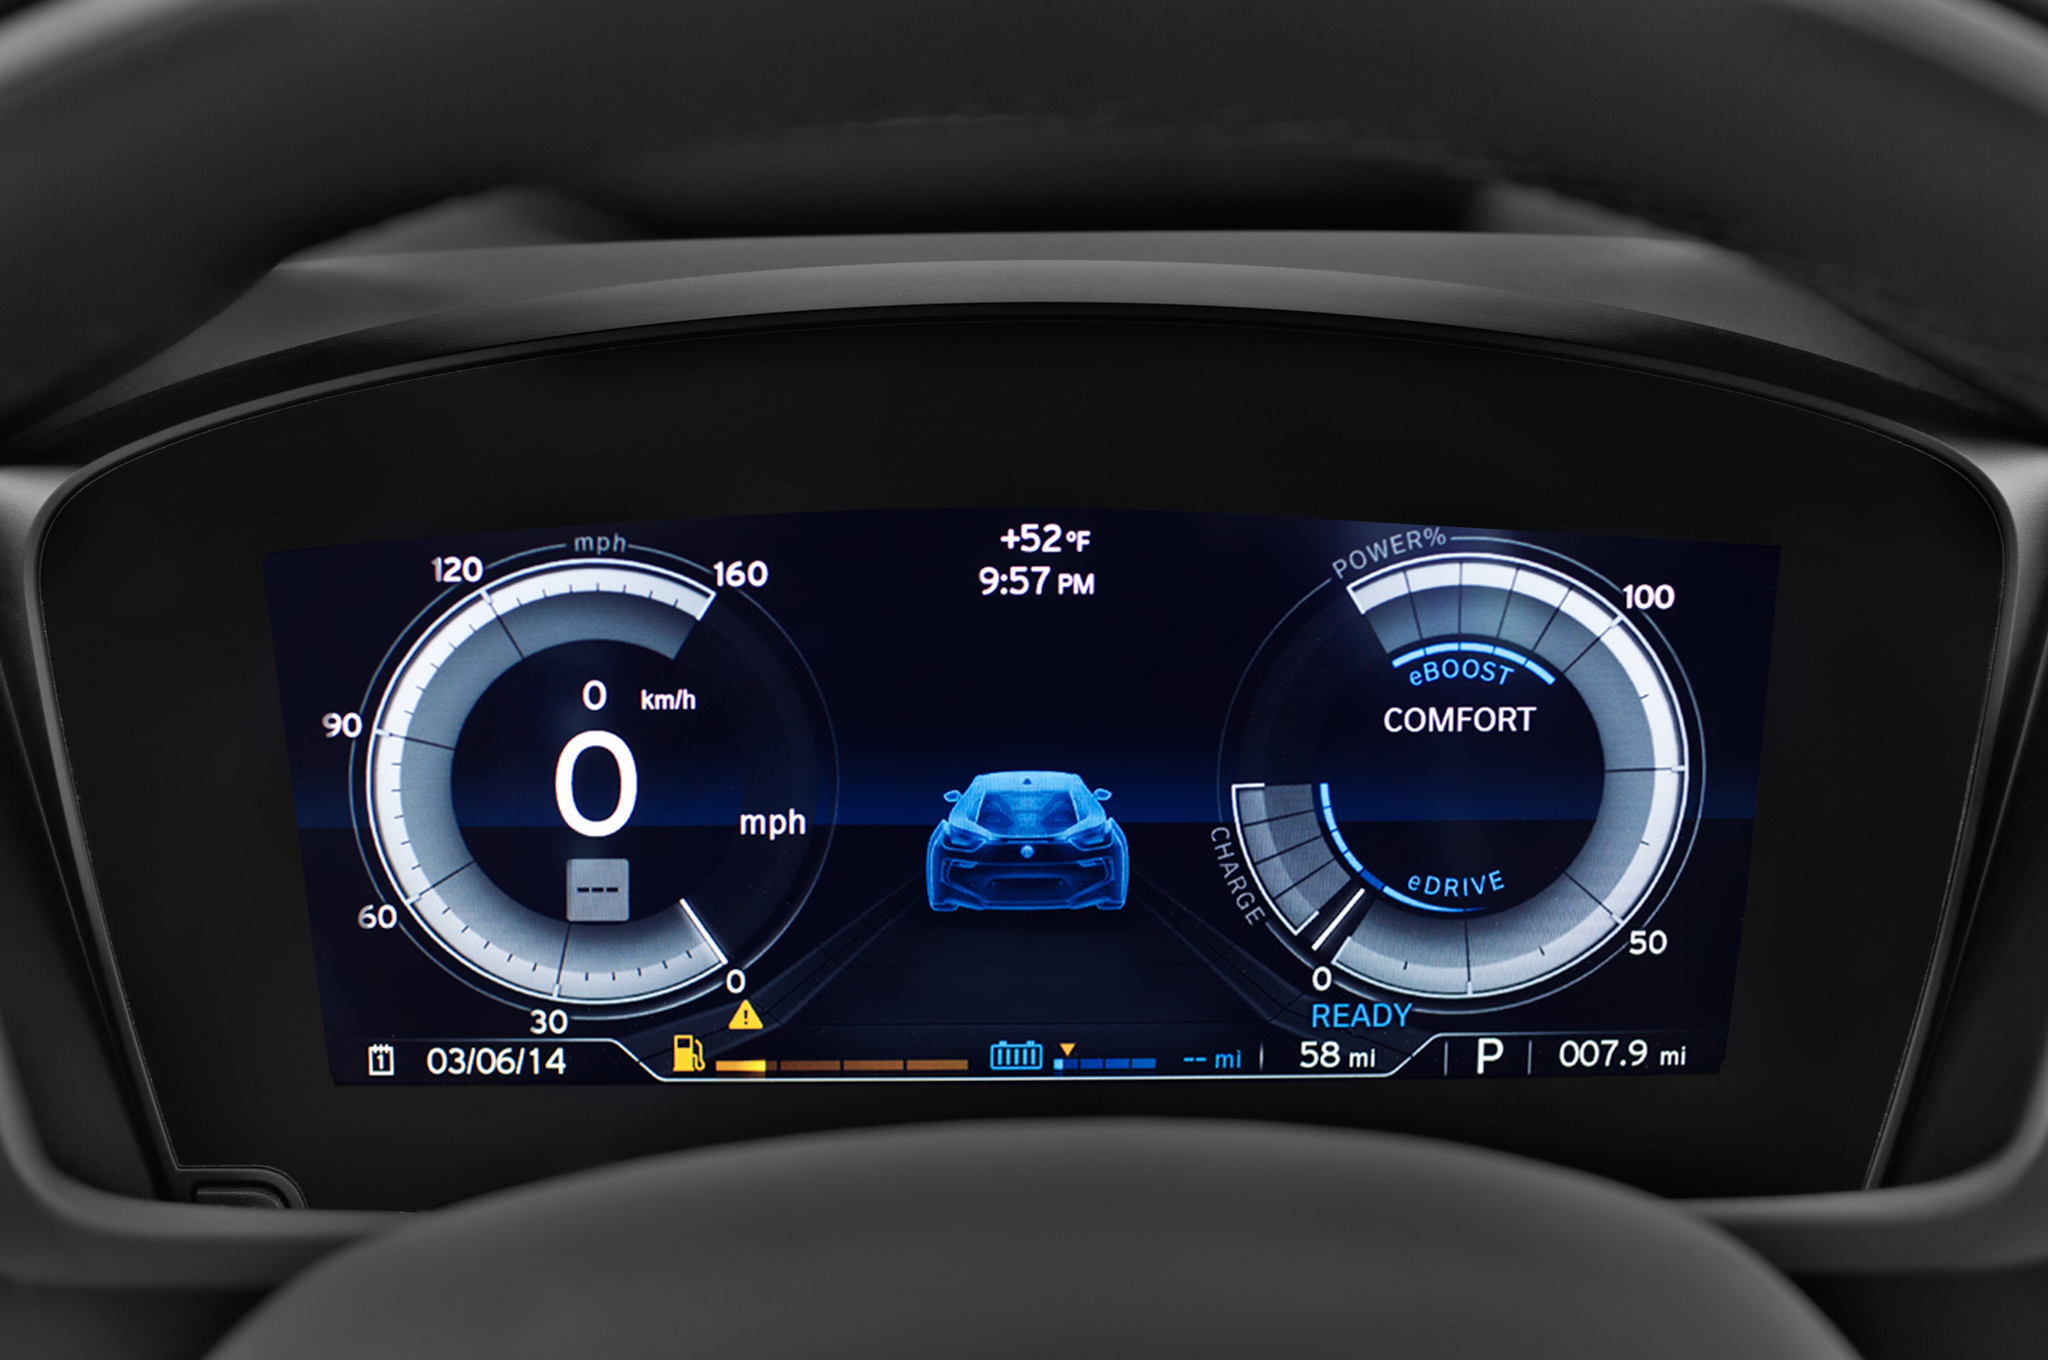 +52°F
9:57 PM
mph
120
160
90
60
30
0
0 km/h
0
mph
---
POWER%
100
50
0
eBOOST
COMFORT
eDRIVE
CHARGE
READY
1
03/06/14
-- mi
58 mi
P
007.9 mi